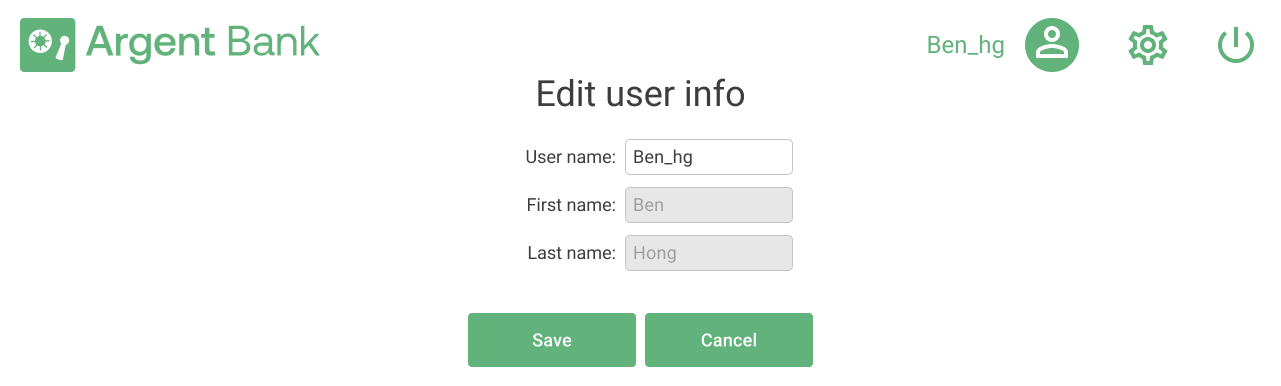 Argent Bank
Ben_hg
Edit user info
User name: Ben_hg
First name: Ben
Last name: Hong
Save Cancel